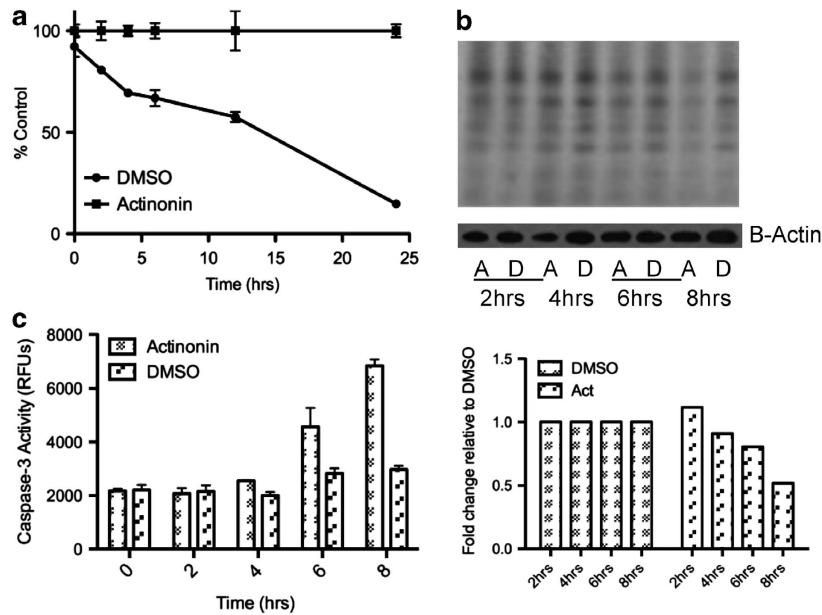 a
% Control
100
50
0
DMSO
Actinonin
0 5 10 15 20 25
Time (hrs)
b
B-Actin
A D A D A D A D
2hrs 4hrs 6hrs 8hrs
c
Caspase-3 Activity (RFUs)
8000
6000
4000
2000
0
Actinonin
DMSO
0 2 4 6 8
Time (hrs)
Fold change relative to DMSO
1.5
1.0
0.5
0.0
DMSO
Act
2hrs 4hrs 6hrs 8hrs 2hrs 4hrs 6hrs 8hrs